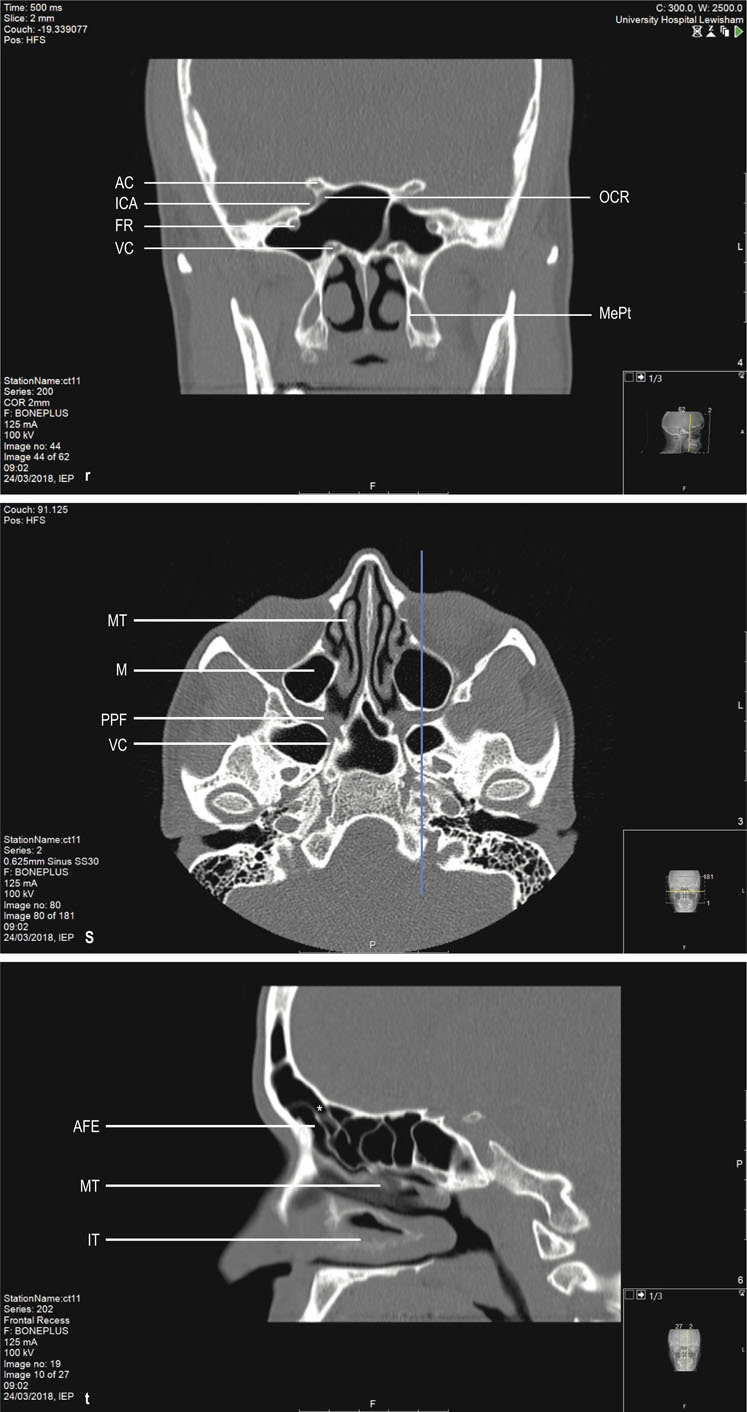 Time: 500 ms
Slice: 2 mm
Couch: -19.339077
Pos: HFS
C: 300.0, W: 2500.0
University Hospital Lewisham
AC
ICA
FR
VC
OCR
MePt
L
4
StationName:ct11
Series: 200
COR 2mm
F: BONEPLUS
125 mA
100 kV
Image no: 44
Image 44 of 62
09:02
24/03/2018, IEP
r
F
1/3
62
2
A
F
Couch: 91.125
Pos: HFS
MT
M
PPF
VC
L
3
StationName:ct11
Series: 2
0.625mm Sinus SS30
F: BONEPLUS
125 mA
100 kV
Image no: 80
Image 80 of 181
09:02
24/03/2018, IEP
S
P
181
1
L
F
*
AFE
MT
IT
P
6
StationName:ct11
Series: 202
Frontal Recess
F: BONEPLUS
125 mA
100 kV
Image no: 19
Image 10 of 27
09:02
24/03/2018, IEP
t
F
1/3
27 2
L
F